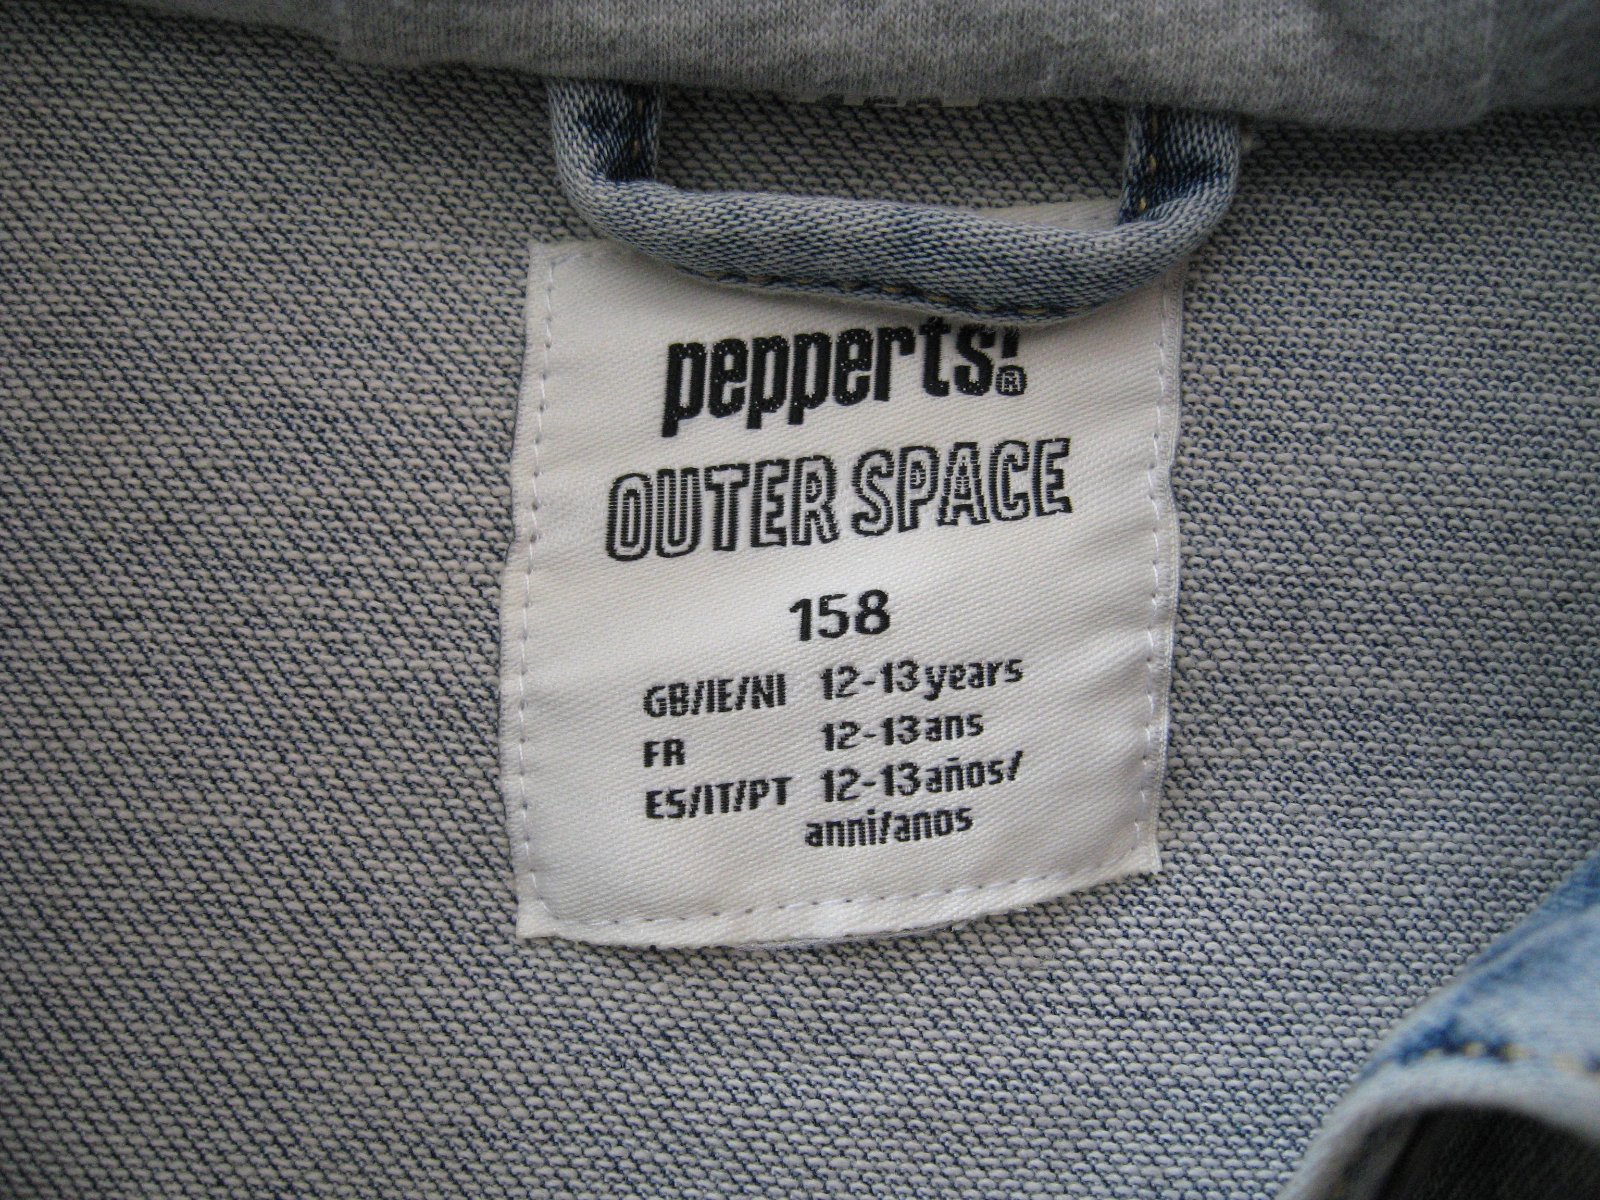 pepperts!®
OUTER SPACE
158
GB/IE/NI 12-13 years
FR 12-13 ans
ES/IT/PT 12-13 años/
anni/anos